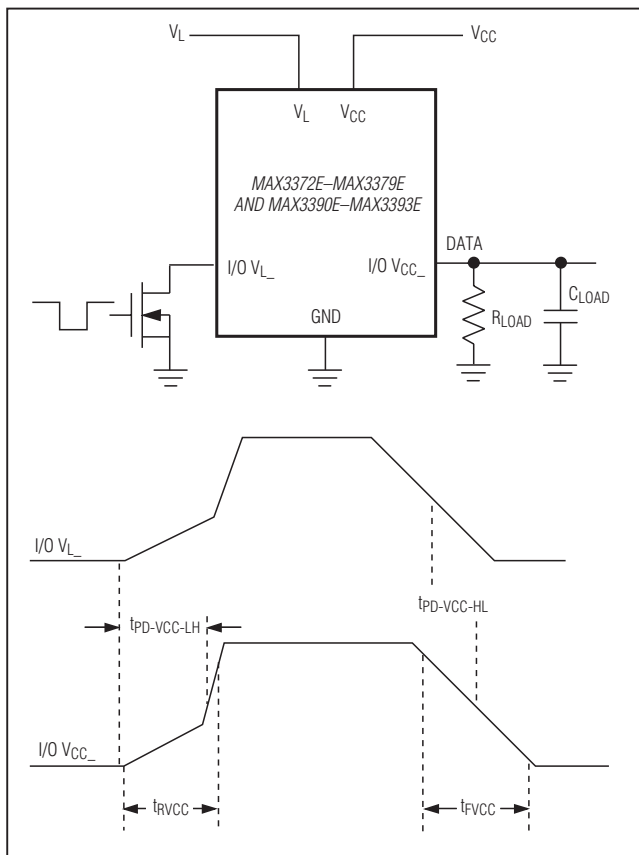 VL
VCC
VL
VCC
MAX3372E–MAX3379E
AND MAX3390E–MAX3393E
DATA
I/O VL_
I/O VCC_
CLOAD
RLOAD
GND
I/O VL_
tPD-VCC-LH
tPD-VCC-HL
I/O VCC_
tRVCC
tFVCC